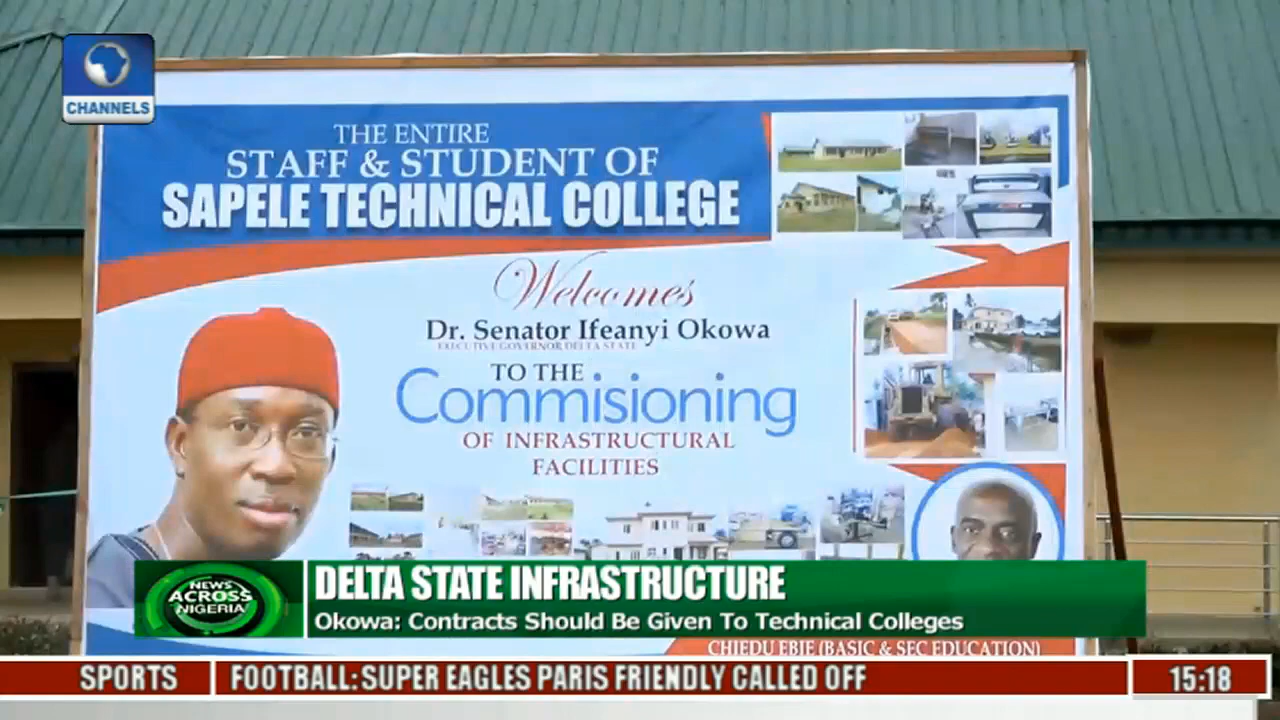 CHANNELS
THE ENTIRE
STAFF & STUDENT OF
SAPELE TECHNICAL COLLEGE
Welcomes
Dr. Senator Ifeanyi Okowa
EXECUTIVE GOVERNOR DELTA STATE
TO THE
Commisioning
OF INFRASTRUCTURAL
FACILITIES
NEWS
ACROSS
NIGERIA
DELTA STATE INFRASTRUCTURE
Okowa: Contracts Should Be Given To Technical Colleges
CHIEDU EBIE (BASIC & SEC EDUCATION)
SPORTS
FOOTBALL: SUPER EAGLES PARIS FRIENDLY CALLED OFF
15:18